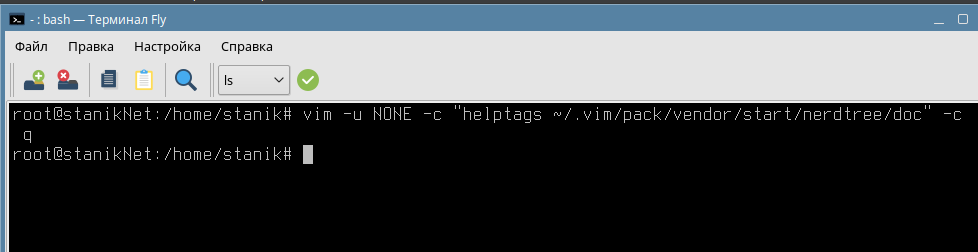 - : bash — Терминал Fly
Файл Правка Настройка Справка
ls
root@stanikNet:/home/stanik# vim -u NONE -c "helptags ~/.vim/pack/vendor/start/nerdtree/doc" -c
q
root@stanikNet:/home/stanik#